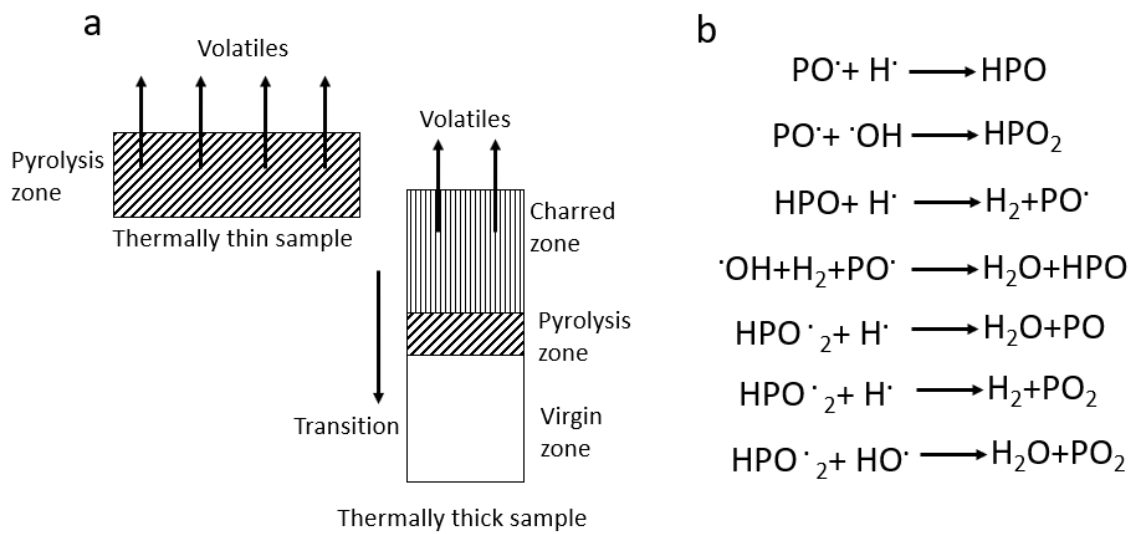 a
Volatiles
Pyrolysis
zone
Thermally thin sample
Volatiles
Charred
zone
Pyrolysis
zone
Transition
Virgin
zone
Thermally thick sample
b
PO˙+ H˙ ⟶ HPO
PO˙+ ˙OH ⟶ HPO₂
HPO+ H˙ ⟶ H₂+PO˙
˙OH+H₂+PO˙ ⟶ H₂O+HPO
HPO˙₂+ H˙ ⟶ H₂O+PO
HPO˙₂+ H˙ ⟶ H₂+PO₂
HPO˙₂+ HO˙ ⟶ H₂O+PO₂